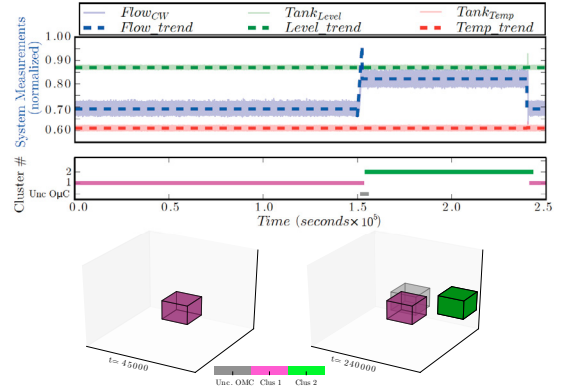 Flow_CW Tank_Level Tank_Temp
Flow_trend Level_trend Temp_trend
System Measurements
(normalized)
1.00
0.90
0.80
0.70
0.60
Cluster #
2
1
Unc OμC
0.0 0.5 1.0 1.5 2.0 2.5
Time (seconds×10^5)
t= 45000
t= 240000
Unc. OMC Clus 1 Clus 2